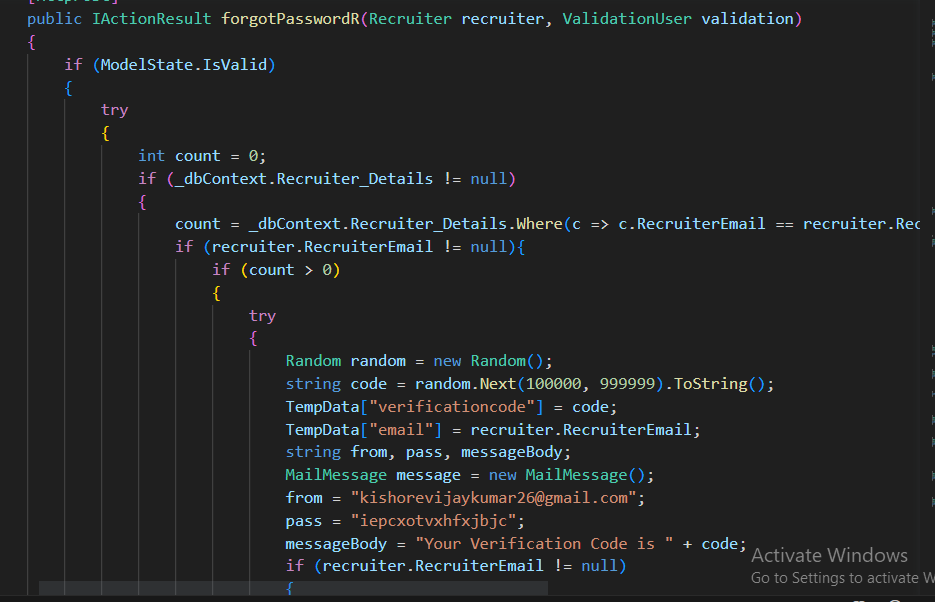 [HttpPost]
public IActionResult forgotPasswordR(Recruiter recruiter, ValidationUser validation)
{
if (ModelState.IsValid)
{
try
{
int count = 0;
if (_dbContext.Recruiter_Details != null)
{
count = _dbContext.Recruiter_Details.Where(c => c.RecruiterEmail == recruiter.Rec
if (recruiter.RecruiterEmail != null){
if (count > 0)
{
try
{
Random random = new Random();
string code = random.Next(100000, 999999).ToString();
TempData["verificationcode"] = code;
TempData["email"] = recruiter.RecruiterEmail;
string from, pass, messageBody;
MailMessage message = new MailMessage();
from = "kishorevijaykumar26@gmail.com";
pass = "iepcxotvxhfxjbjc";
messageBody = "Your Verification Code is " + code;
if (recruiter.RecruiterEmail != null)
{
Activate Windows
Go to Settings to activate W